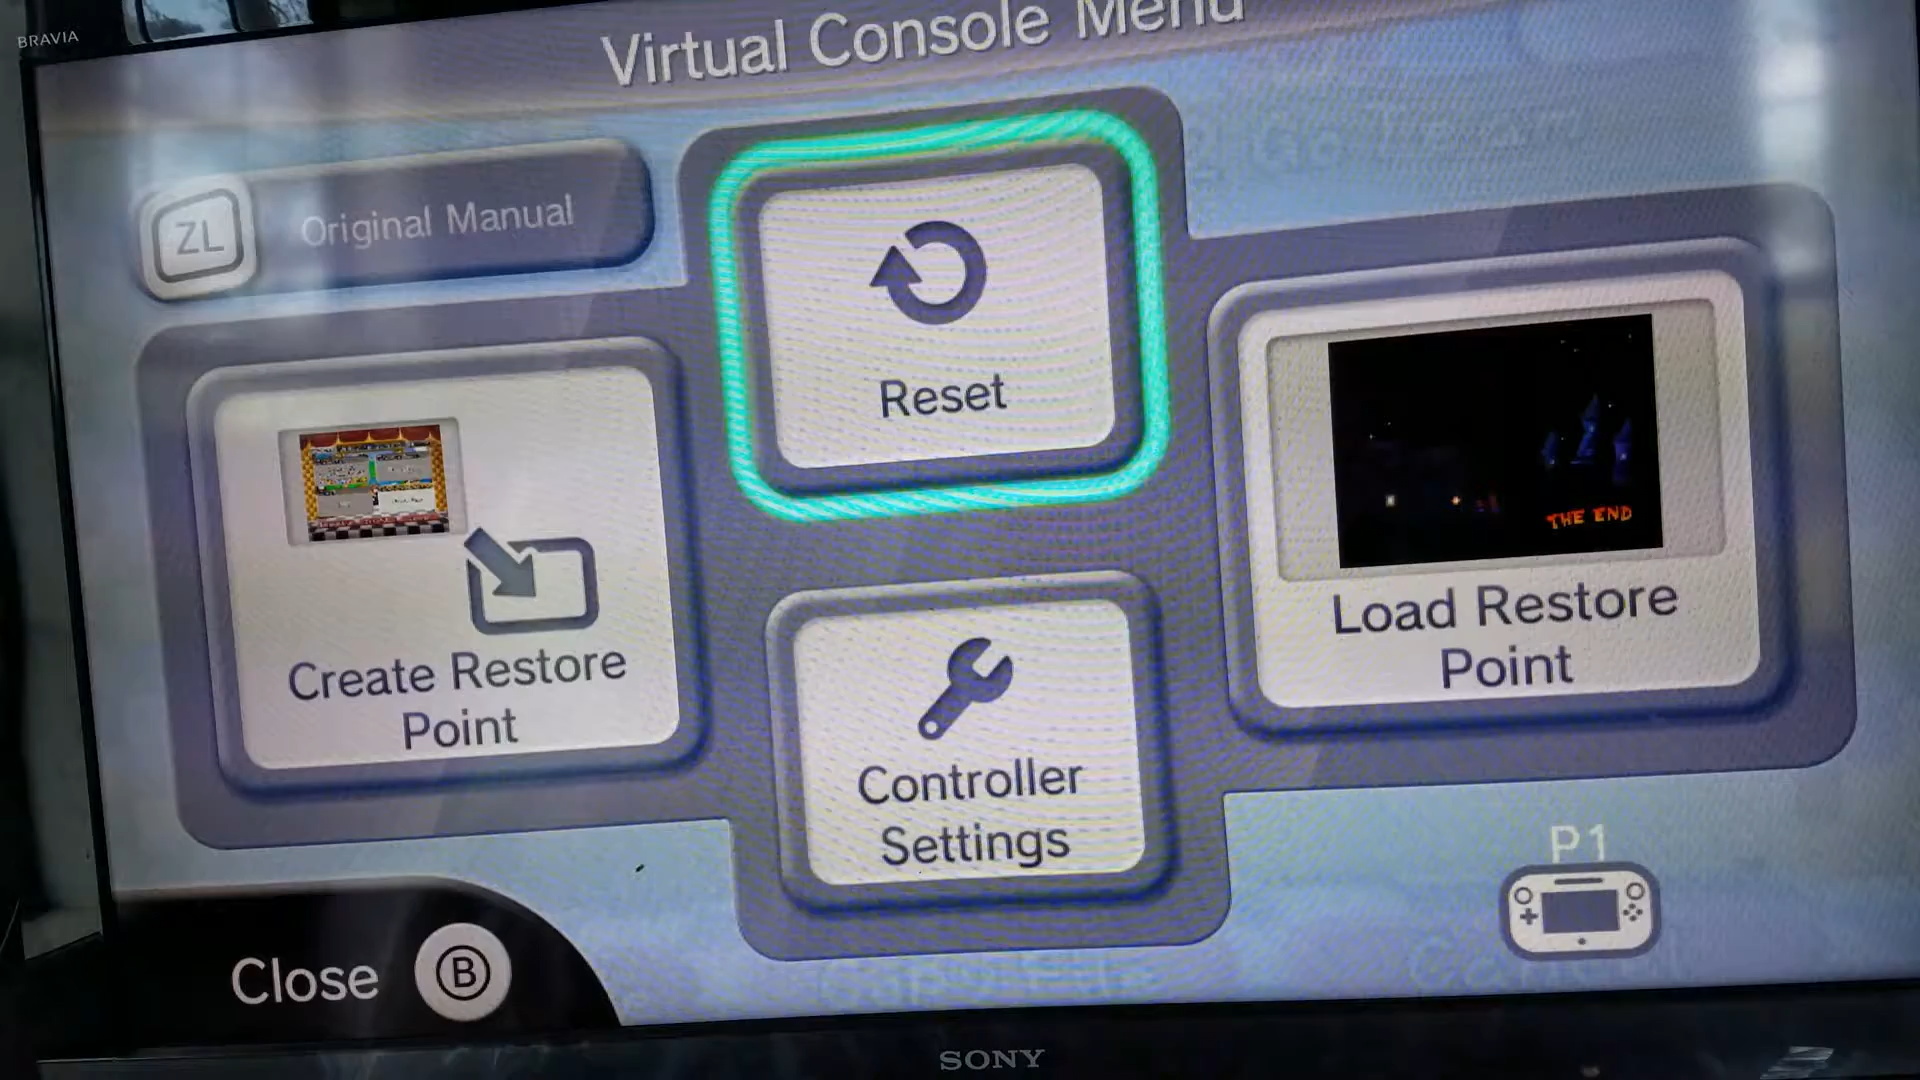 BRAVIA
Virtual Console Menu
ZL
Original Manual
Reset
THE END
Create Restore
Point
Load Restore
Point
Controller
Settings
P1
Close
B
SONY